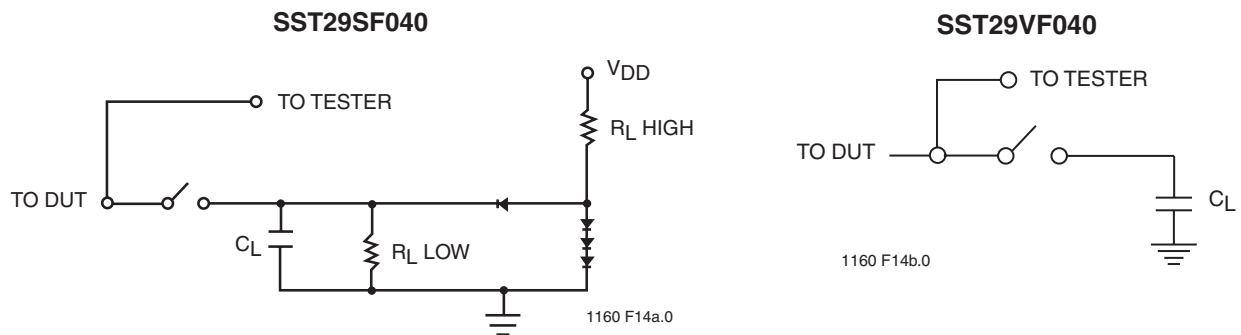 SST29SF040
VDD
TO TESTER
RL HIGH
TO DUT
CL
RL LOW
1160 F14a.0
SST29VF040
TO TESTER
TO DUT
CL
1160 F14b.0